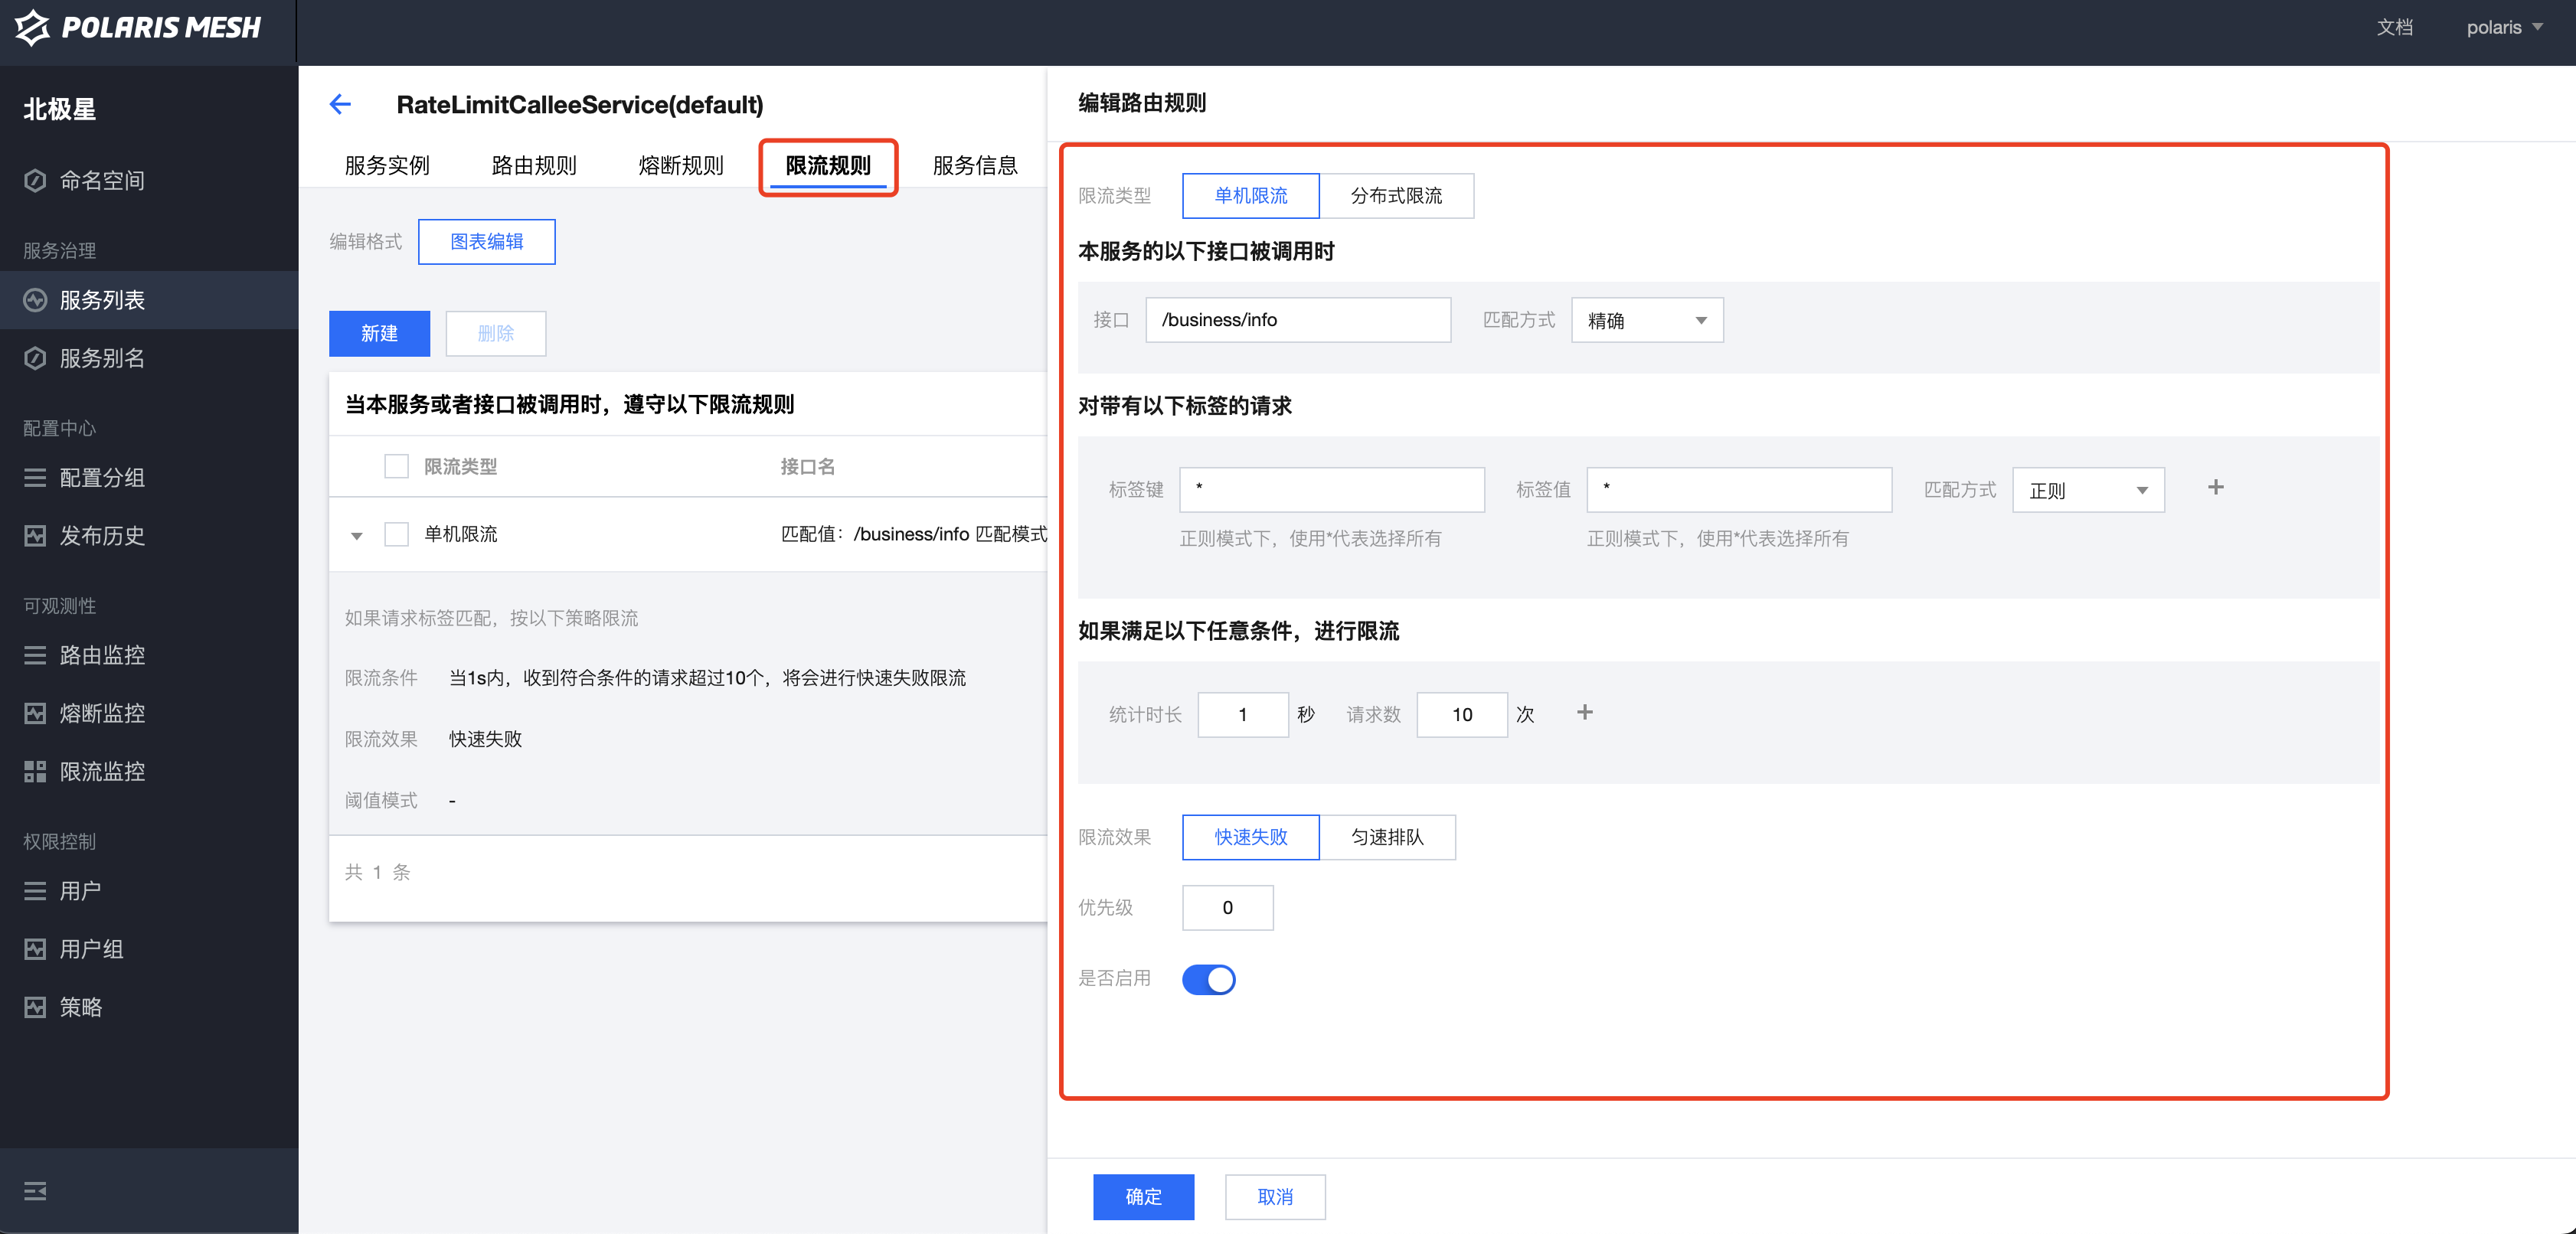 POLARIS MESH
文档
polaris
北极星
命名空间
服务治理
服务列表
服务别名
配置中心
配置分组
发布历史
可观测性
路由监控
熔断监控
限流监控
权限控制
用户
用户组
策略
RateLimitCalleeService(default)
服务实例 路由规则 熔断规则 限流规则 服务信息
编辑格式 图表编辑
新建 删除
当本服务或者接口被调用时，遵守以下限流规则
限流类型 接口名
单机限流 匹配值：/business/info 匹配模式
如果请求标签匹配，按以下策略限流
限流条件 当1s内，收到符合条件的请求超过10个，将会进行快速失败限流
限流效果 快速失败
阈值模式 -
共 1 条
编辑路由规则
限流类型 单机限流 分布式限流
本服务的以下接口被调用时
接口 /business/info 匹配方式 精确
对带有以下标签的请求
标签键 * 标签值 * 匹配方式 正则 +
正则模式下，使用*代表选择所有 正则模式下，使用*代表选择所有
如果满足以下任意条件，进行限流
统计时长 1 秒 请求数 10 次 +
限流效果 快速失败 匀速排队
优先级 0
是否启用
确定 取消